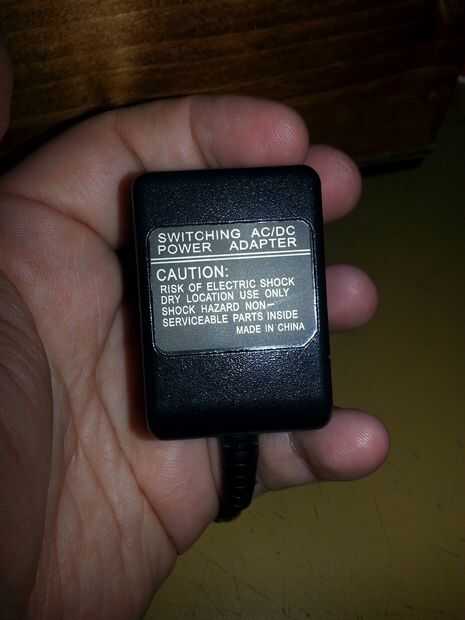 SWITCHING AC/DC
POWER ADAPTER
CAUTION:
RISK OF ELECTRIC SHOCK
DRY LOCATION USE ONLY
SHOCK HAZARD NON-
SERVICEABLE PARTS INSIDE
MADE IN CHINA